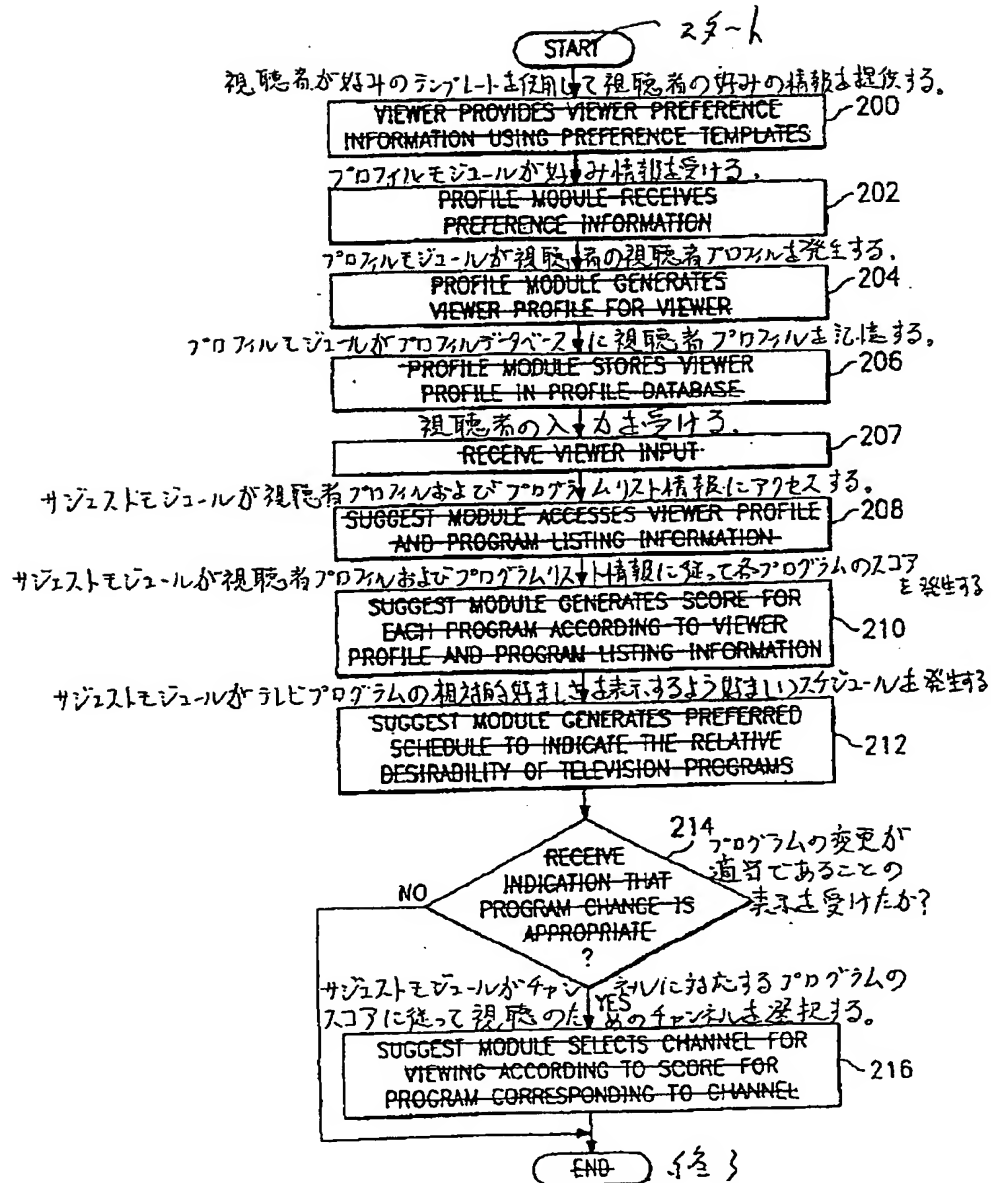 START
スタート
視聴者が好みのテンプレートを使用して視聴者の好みの情報を提供する。
VIEWER PROVIDES VIEWER PREFERENCE
INFORMATION USING PREFERENCE TEMPLATES
200
プロフィルモジュールが好み情報を受ける.
PROFILE MODULE RECEIVES
PREFERENCE INFORMATION
202
プロフィルモジュールが視聴者の視聴者プロフィルを発生する.
PROFILE MODULE GENERATES
VIEWER PROFILE FOR VIEWER
204
プロフィルモジュールがプロフィルデータベースに視聴者プロフィルを記憶する。
PROFILE MODULE STORES VIEWER
PROFILE IN PROFILE DATABASE
206
視聴者の入力を受ける.
RECEIVE VIEWER INPUT
207
サジェストモジュールが視聴者プロフィルおよびプログラムリスト情報にアクセスする。
SUGGEST MODULE ACCESSES VIEWER PROFILE
AND PROGRAM LISTING INFORMATION
208
サジェストモジュールが視聴者プロフィルおよびプログラムリスト情報に従って各プログラムのスコア
を発生する
SUGGEST MODULE GENERATES SCORE FOR
EACH PROGRAM ACCORDING TO VIEWER
PROFILE AND PROGRAM LISTING INFORMATION
210
サジェストモジュールがテレビプログラムの相対的好ましさを表示するよう好ましいスケジュールを発生する
SUGGEST MODULE GENERATES PREFERRED
SCHEDULE TO INDICATE THE RELATIVE
DESIRABILITY OF TELEVISION PROGRAMS
212
214
プログラムの変更が
適当であることの
表示を受けたか?
RECEIVE
INDICATION THAT
PROGRAM CHANGE IS
APPROPRIATE
?
NO
YES
サジェストモジュールがチャンネルに対応するプログラムの
スコアに従って視聴のためのチャンネルを選択する。
SUGGEST MODULE SELECTS CHANNEL FOR
VIEWING ACCORDING TO SCORE FOR
PROGRAM CORRESPONDING TO CHANNEL
216
END
終了